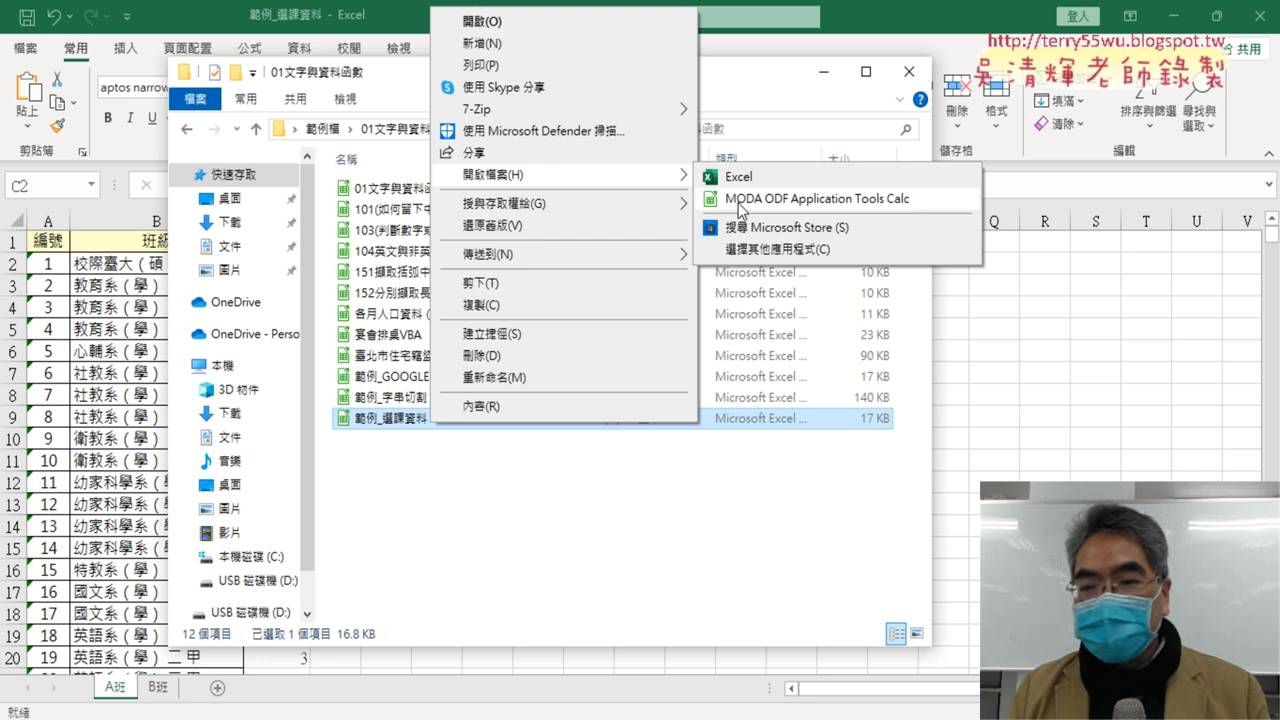 範例_選課資料 - Excel
登入
檔案
常用
插入
頁面配置
公式
資料
校閱
檢視
共用
http://terry55wu.blogspot.tw
吳清輝老師錄製
貼上
剪貼簿
aptos narrow
B I U
刪除
格式
填滿
清除
排序與篩選
尋找與
選取
儲存格
編輯
C2
01文字與資料函數
檔案
常用
共用
檢視
範例檔
01文字與資料
函數
名稱
類型
大小
快速存取
桌面
下載
文件
圖片
OneDrive
OneDrive - Perso
本機
3D 物件
下載
文件
音樂
桌面
圖片
影片
本機磁碟 (C:)
USB 磁碟機 (D:)
USB 磁碟機 (D:)
01文字與資料函
101(如何留下中
103(判斷數字或
104英文與非英
151擷取括弧中
152分別擷取長
各月人口資料 (
宴會排桌VBA
臺北市住宅竊盜
範例_GOOGLE
範例_字串切割
範例_選課資料
Microsoft Excel ... 10 KB
Microsoft Excel ... 10 KB
Microsoft Excel ... 11 KB
Microsoft Excel ... 23 KB
Microsoft Excel ... 90 KB
Microsoft Excel ... 17 KB
Microsoft Excel ... 140 KB
Microsoft Excel ... 17 KB
12 個項目
已選取 1 個項目 16.8 KB
開啟(O)
新增(N)
列印(P)
使用 Skype 分享
7-Zip
使用 Microsoft Defender 掃描...
分享
開啟檔案(H)
授與存取權給(G)
還原舊版(V)
傳送到(N)
剪下(T)
複製(C)
建立捷徑(S)
刪除(D)
重新命名(M)
內容(R)
Excel
MODA ODF Application Tools Calc
搜尋 Microsoft Store (S)
選擇其他應用程式(C)
A B Q R S T U V
1 編號 班級
2 1 校際臺大（碩
3 2 教育系（學）
4 3 教育系（學）
5 4 教育系（學）
6 5 心輔系（學）
7 6 社教系（學）
8 7 社教系（學）
9 8 社教系（學）
10 9 衛教系（學）
11 10 衛教系（學）
12 11 幼家科學系（
13 12 幼家科學系（
14 13 幼家科學系（
15 14 幼家科學系（
16 15 特教系（學）
17 16 國文系（學）
18 17 國文系（學）
19 18 英語系（學）
20 19 英語系（學）二 甲 3
A班
B班
就緒